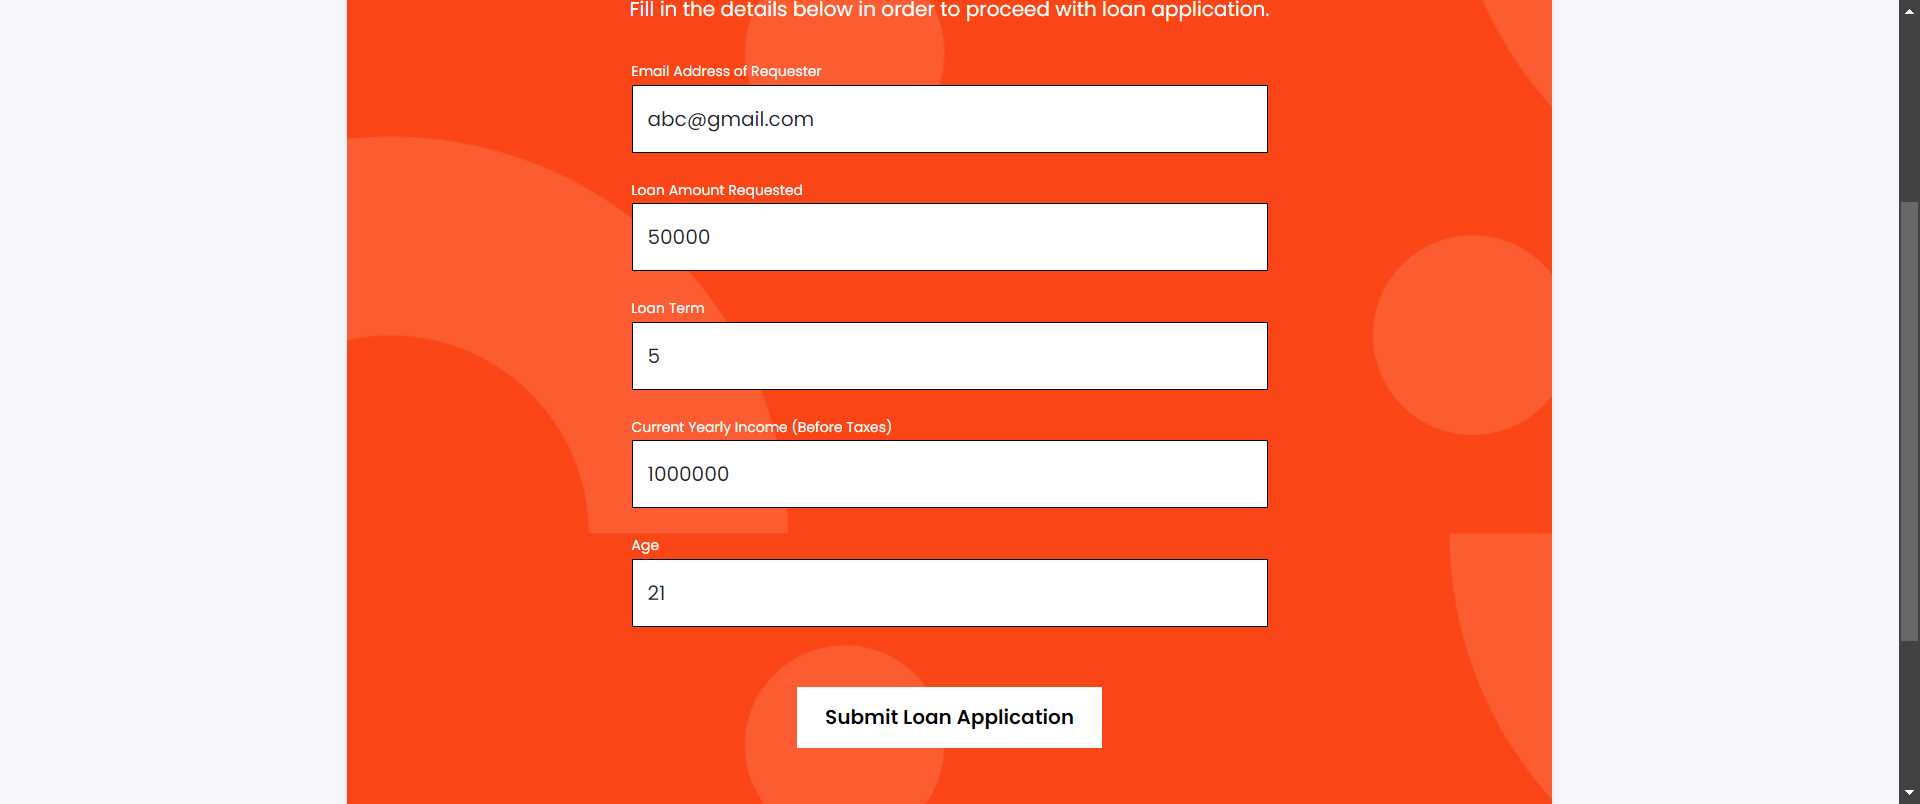 Fill in the details below in order to proceed with loan application.
Email Address of Requester
abc@gmail.com
Loan Amount Requested
50000
Loan Term
5
Current Yearly Income (Before Taxes)
1000000
Age
21
Submit Loan Application